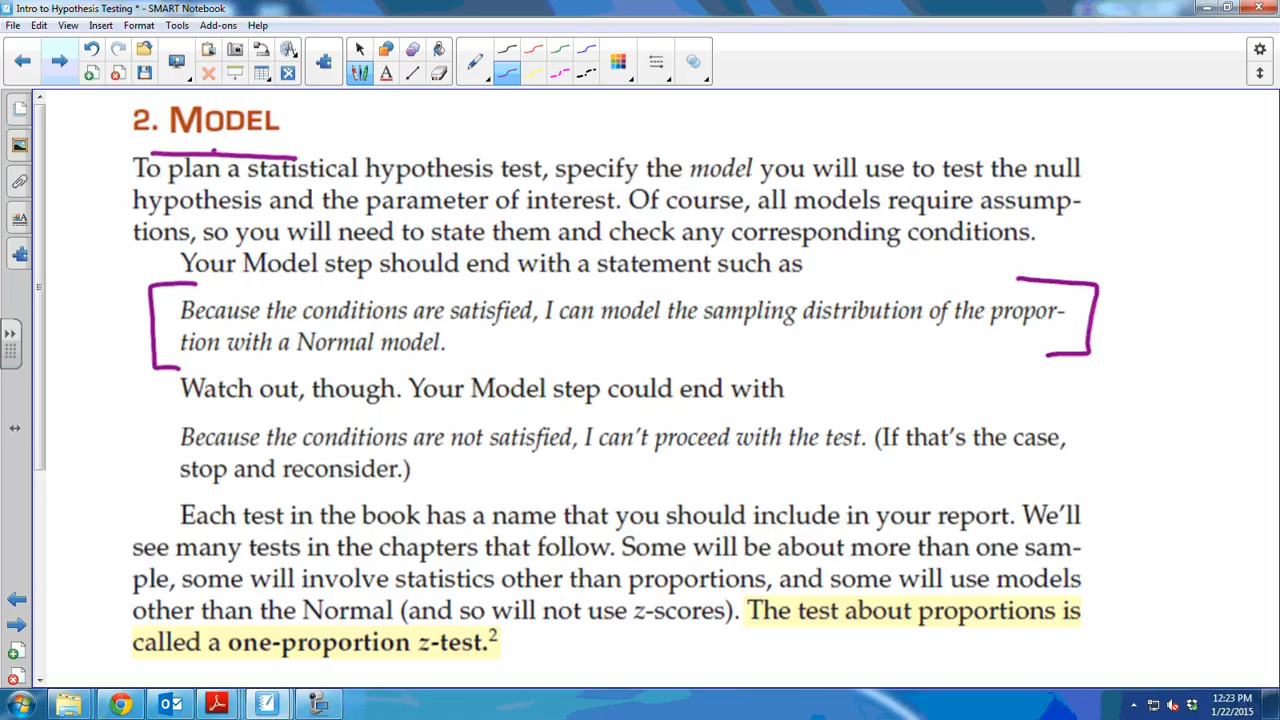 Intro to Hypothesis Testing * - SMART Notebook
File Edit View Insert Format Tools Add-ons Help
2. MODEL
To plan a statistical hypothesis test, specify the model you will use to test the null
hypothesis and the parameter of interest. Of course, all models require assump-
tions, so you will need to state them and check any corresponding conditions.
Your Model step should end with a statement such as
Because the conditions are satisfied, I can model the sampling distribution of the propor-
tion with a Normal model.
Watch out, though. Your Model step could end with
Because the conditions are not satisfied, I can't proceed with the test. (If that's the case,
stop and reconsider.)
Each test in the book has a name that you should include in your report. We'll
see many tests in the chapters that follow. Some will be about more than one sam-
ple, some will involve statistics other than proportions, and some will use models
other than the Normal (and so will not use z-scores). The test about proportions is
called a one-proportion z-test.2
12:23 PM
1/22/2015